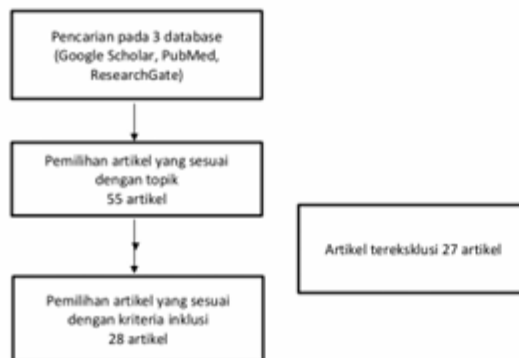 Pencarian pada 3 database
(Google Scholar, PubMed,
ResearchGate)
Pemilihan artikel yang sesuai
dengan topik
55 artikel
Artikel tereksklusi 27 artikel
Pemilihan artikel yang sesuai
dengan kriteria inklusi
28 artikel